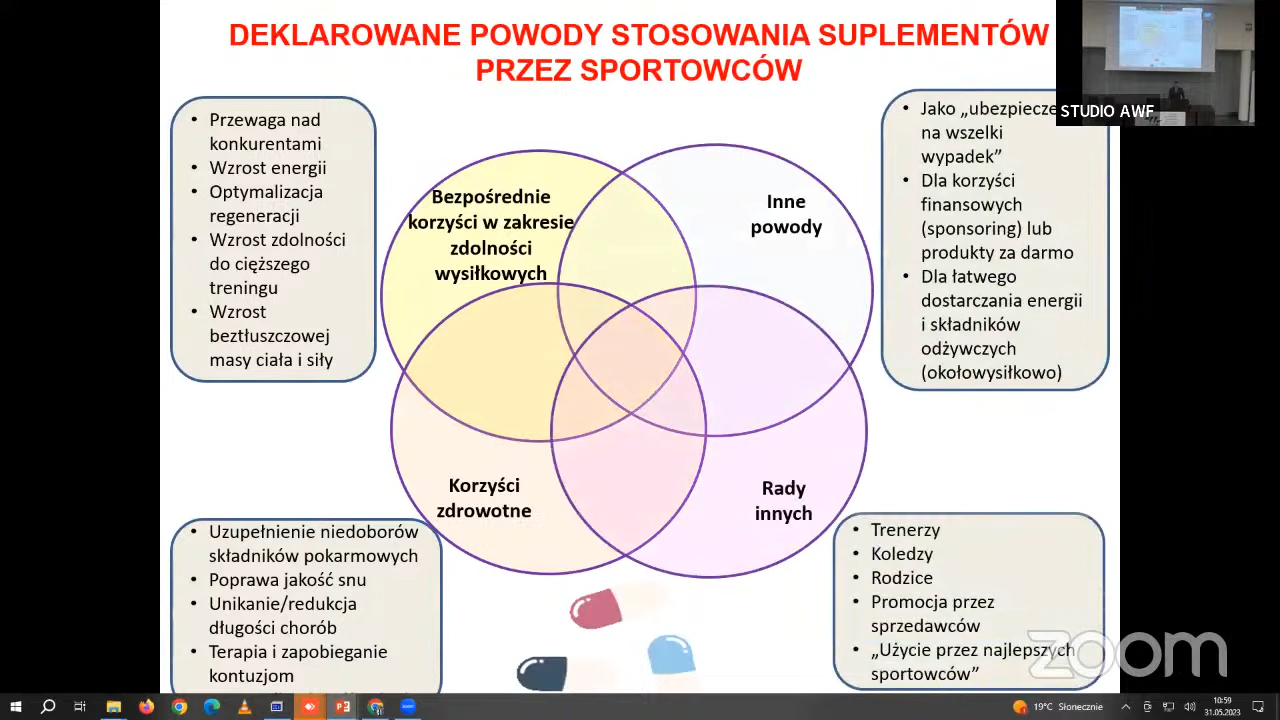 DEKLAROWANE POWODY STOSOWANIA SUPLEMENTÓW
PRZEZ SPORTOWCÓW
STUDIO AWF
• Przewaga nad
konkurentami
• Wzrost energii
• Optymalizacja
regeneracji
• Wzrost zdolności
do cięższego
treningu
• Wzrost
beztłuszczowej
masy ciała i siły
Bezpośrednie
korzyści w zakresie
zdolności
wysiłkowych
Inne
powody
• Jako „ubezpiecze
na wszelki
wypadek”
• Dla korzyści
finansowych
(sponsoring) lub
produkty za darmo
• Dla łatwego
dostarczania energii
i składników
odżywczych
(okołowysiłkowo)
Korzyści
zdrowotne
Rady
innych
• Uzupełnienie niedoborów
składników pokarmowych
• Poprawa jakość snu
• Unikanie/redukcja
długości chorób
• Terapia i zapobieganie
kontuzjom
• Trenerzy
• Koledzy
• Rodzice
• Promocja przez
sprzedawców
• „Użycie przez najlepszych
sportowców”
zoom
19°C Słonecznie
10:59
31.05.2023